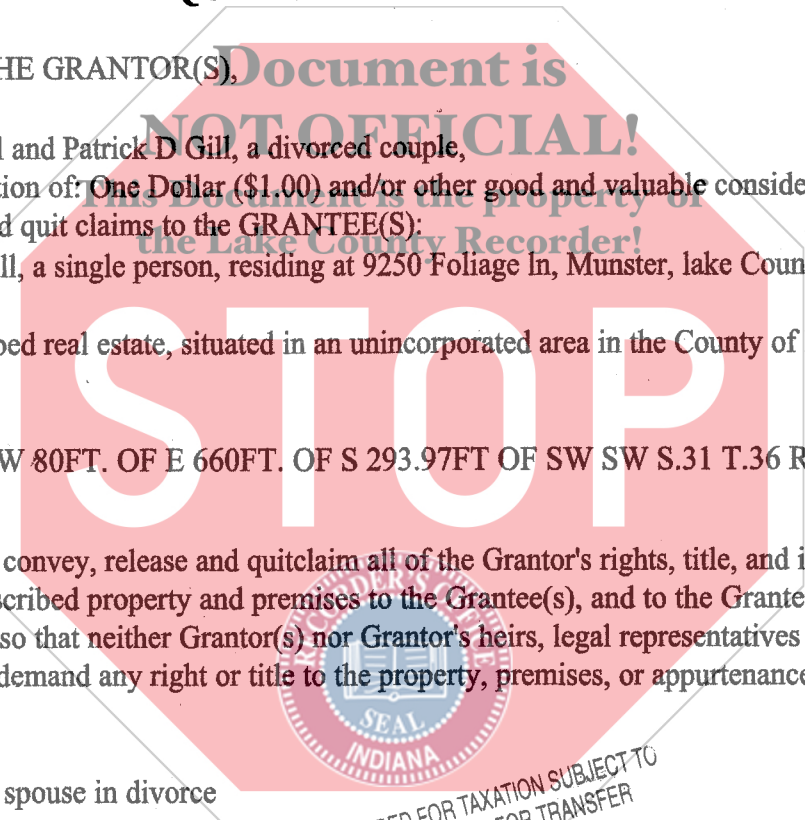 HE GRANTOR(S),
Document is
NOT OFFICIAL!
This Document is the property of
the Lake County Recorder!
l and Patrick D Gill, a divorced couple,
tion of: One Dollar ($1.00) and/or other good and valuable conside
d quit claims to the GRANTEE(S):
ll, a single person, residing at 9250 Foliage ln, Munster, lake Coun
bed real estate, situated in an unincorporated area in the County of
STOP
W 80FT. OF E 660FT. OF S 293.97FT OF SW SW S.31 T.36 R
convey, release and quitclaim all of the Grantor's rights, title, and i
scribed property and premises to the Grantee(s), and to the Grante
so that neither Grantor(s) nor Grantor's heirs, legal representatives
demand any right or title to the property, premises, or appurtenance
RECORDER'S OFFICE
SEAL
INDIANA
spouse in divorce
ED FOR TAXATION SUBJECT TO
FOR TRANSFER